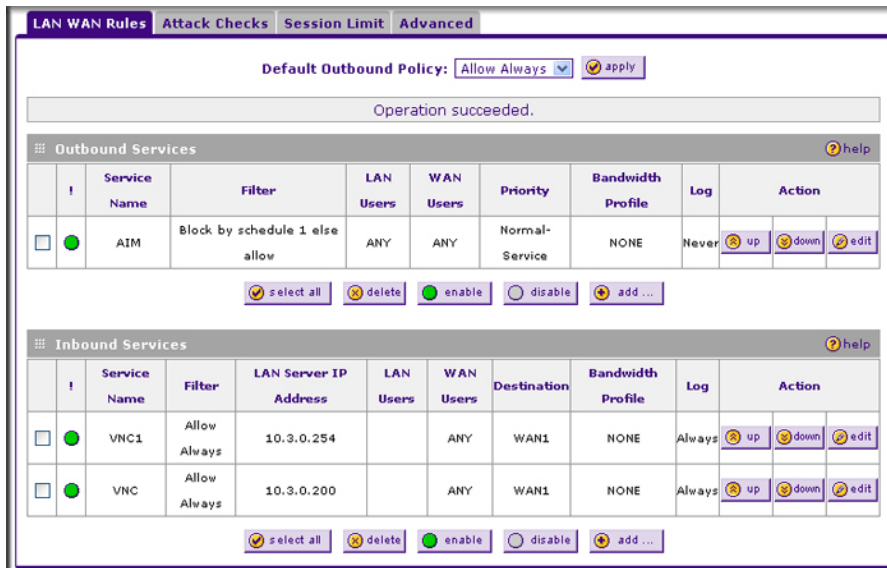 LAN WAN Rules Attack Checks Session Limit Advanced
Default Outbound Policy: Allow Always apply
Operation succeeded.
Outbound Services help
! Service Name Filter LAN Users WAN Users Priority Bandwidth Profile Log Action
AIM Block by schedule 1 else allow ANY ANY Normal-Service NONE Never up down edit
select all delete enable disable add ...
Inbound Services help
! Service Name Filter LAN Server IP Address LAN Users WAN Users Destination Bandwidth Profile Log Action
VNC1 Allow Always 10.3.0.254 ANY WAN1 NONE Always up down edit
VNC Allow Always 10.3.0.200 ANY WAN1 NONE Always up down edit
select all delete enable disable add ...